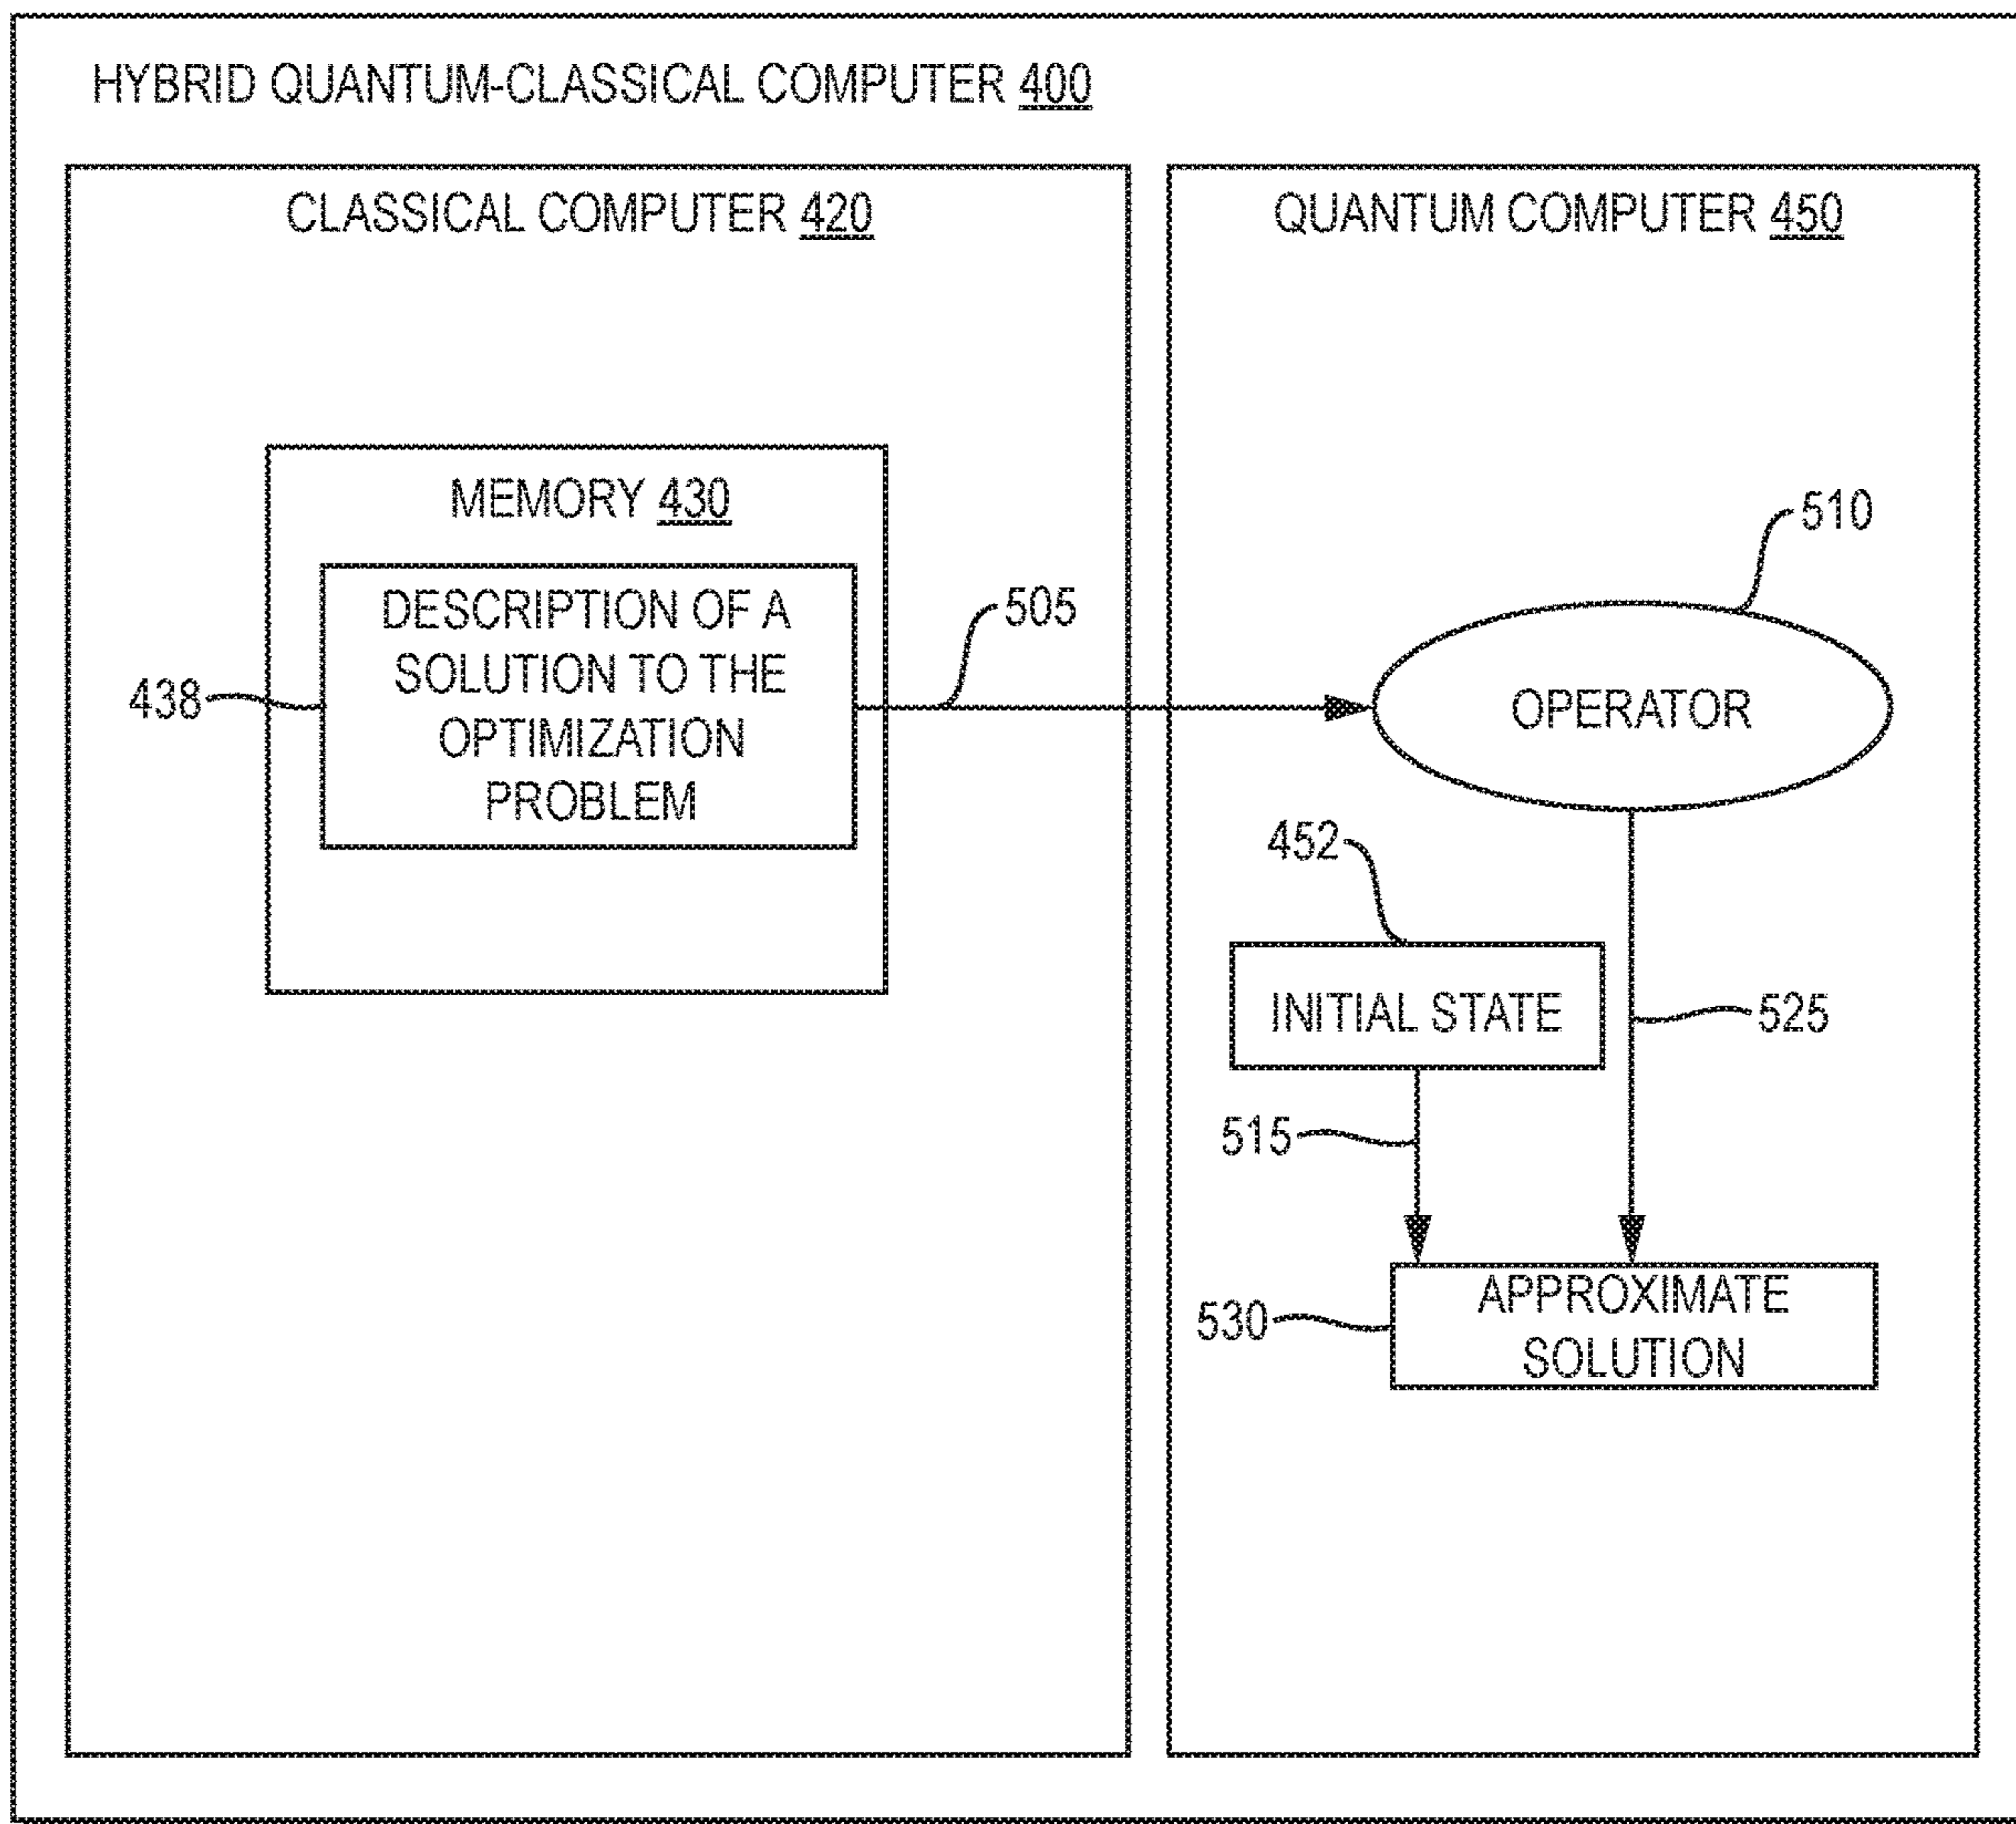 HYBRID QUANTUM-CLASSICAL COMPUTER 400
CLASSICAL COMPUTER 420
QUANTUM COMPUTER 450
MEMORY 430
DESCRIPTION OF A
SOLUTION TO THE
OPTIMIZATION
PROBLEM
438
505
510
OPERATOR
452
INITIAL STATE
525
515
530
APPROXIMATE
SOLUTION